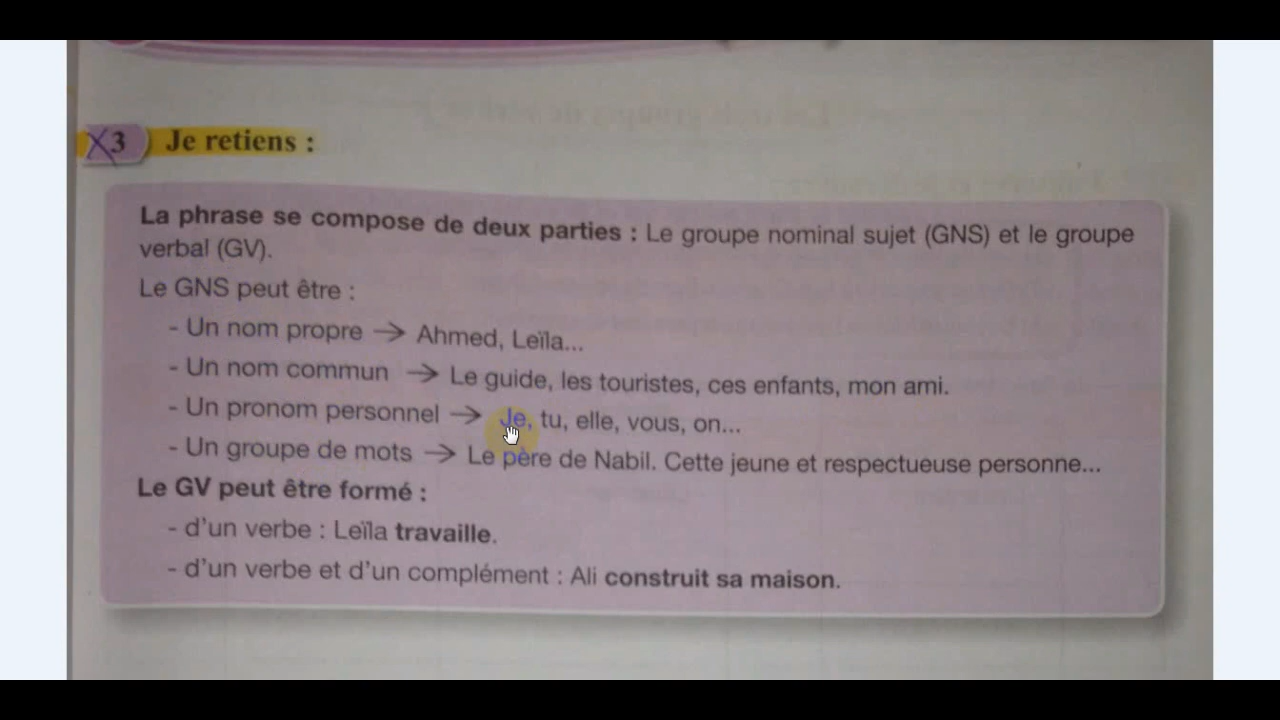 3 Je retiens :
La phrase se compose de deux parties : Le groupe nominal sujet (GNS) et le groupe
verbal (GV).
Le GNS peut être :
- Un nom propre → Ahmed, Leïla...
- Un nom commun → Le guide, les touristes, ces enfants, mon ami.
- Un pronom personnel → Je, tu, elle, vous, on...
- Un groupe de mots → Le père de Nabil. Cette jeune et respectueuse personne...
Le GV peut être formé :
- d'un verbe : Leïla travaille.
- d'un verbe et d'un complément : Ali construit sa maison.